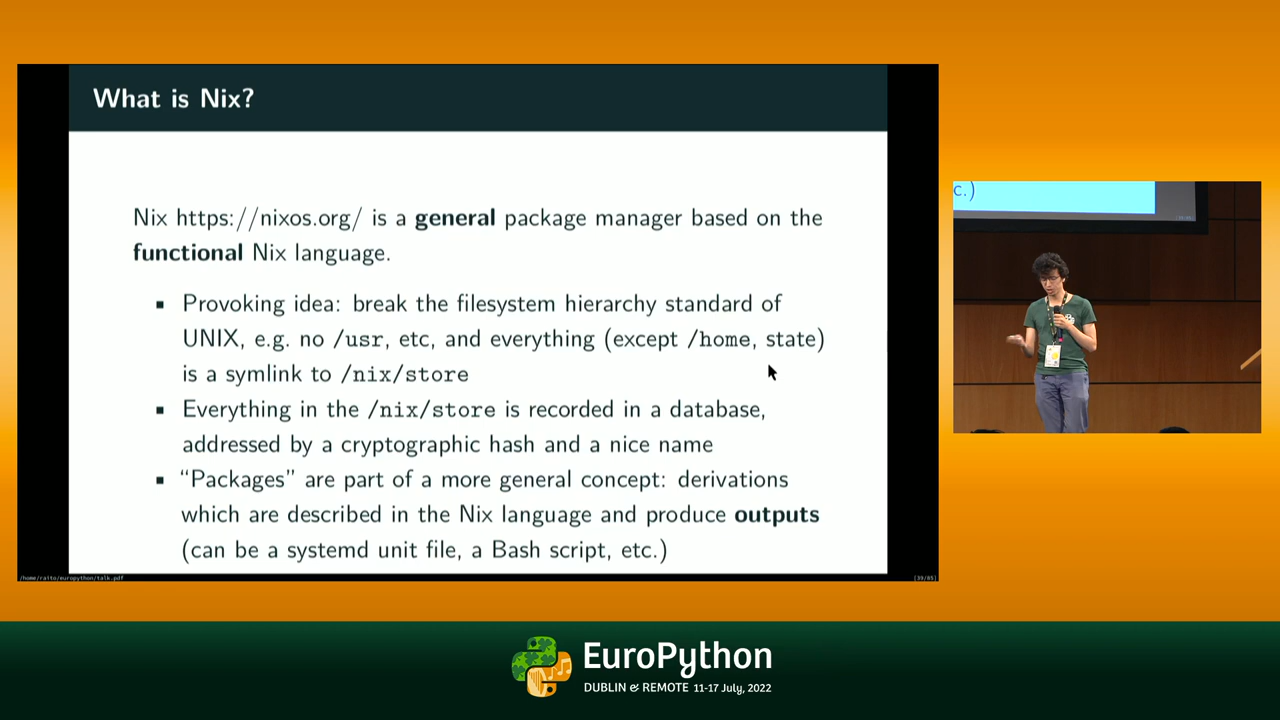 What is Nix?
Nix https://nixos.org/ is a general package manager based on the
functional Nix language.
▪ Provoking idea: break the filesystem hierarchy standard of
UNIX, e.g. no /usr, etc, and everything (except /home, state)
is a symlink to /nix/store
▪ Everything in the /nix/store is recorded in a database,
addressed by a cryptographic hash and a nice name
▪ “Packages” are part of a more general concept: derivations
which are described in the Nix language and produce outputs
(can be a systemd unit file, a Bash script, etc.)
/home/raito/europython/talk.pdf
[39/85]
c.)
EuroPython
DUBLIN & REMOTE 11-17 July, 2022